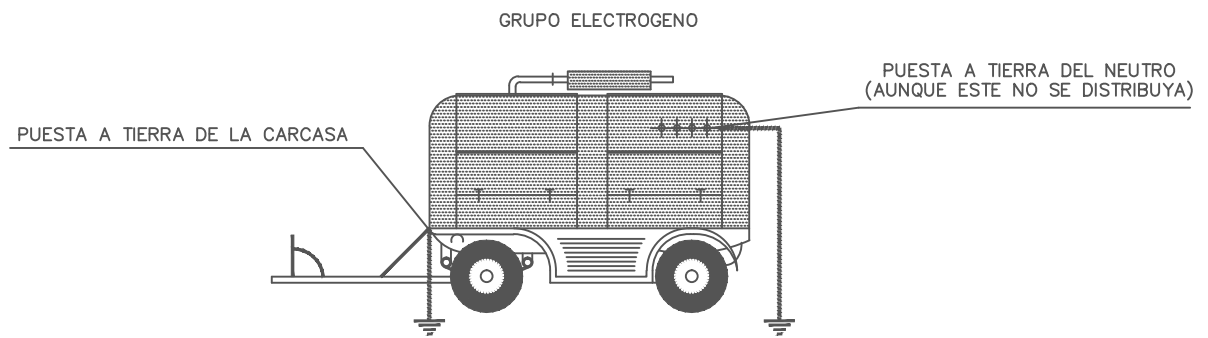 GRUPO ELECTROGENO
PUESTA A TIERRA DEL NEUTRO
(AUNQUE ESTE NO SE DISTRIBUYA)
PUESTA A TIERRA DE LA CARCASA